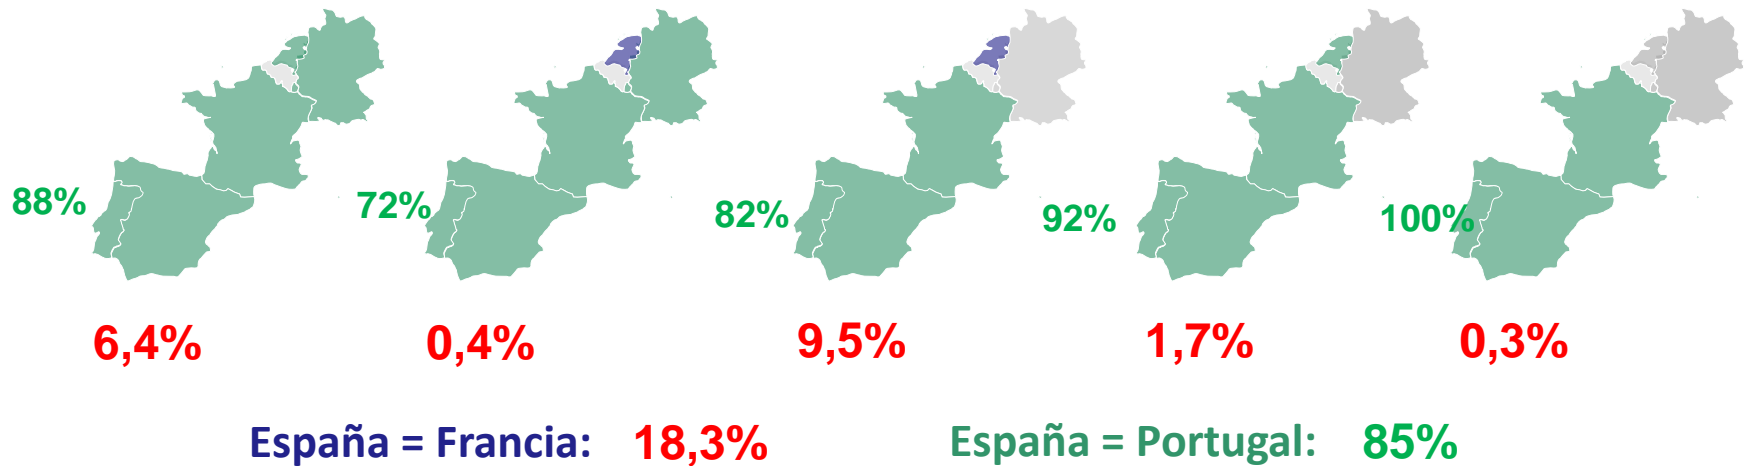 88% 72% 82% 92% 100%
6,4% 0,4% 9,5% 1,7% 0,3%
España = Francia: 18,3% España = Portugal: 85%